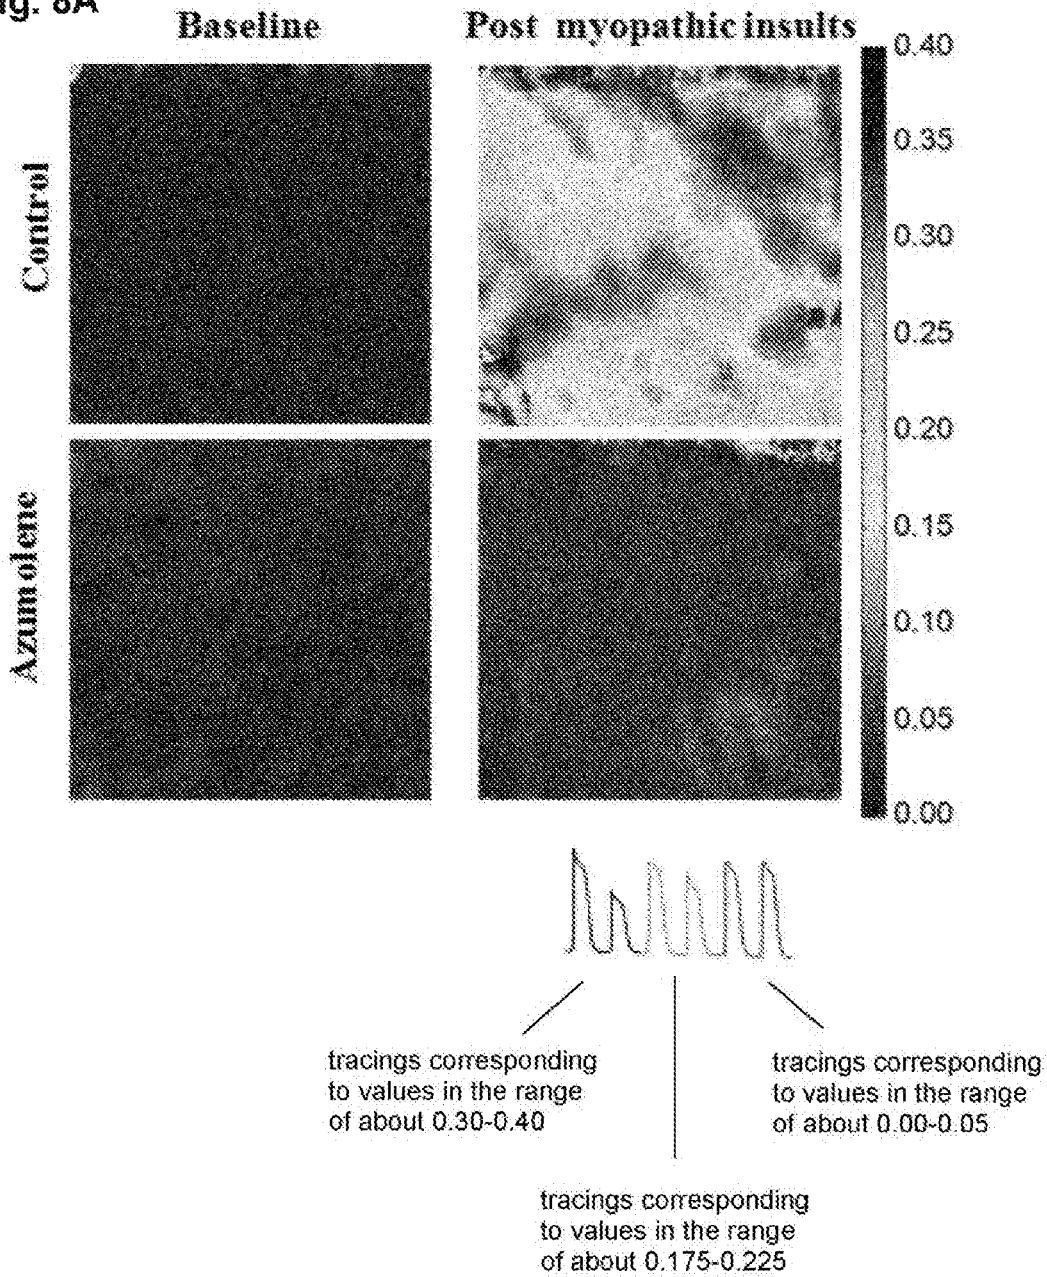 8A
Baseline
Post myopathic insults
Control
Azumolene
0.40
0.35
0.30
0.25
0.20
0.15
0.10
0.05
0.00
tracings corresponding
to values in the range
of about 0.30-0.40
tracings corresponding
to values in the range
of about 0.00-0.05
tracings corresponding
to values in the range
of about 0.175-0.225